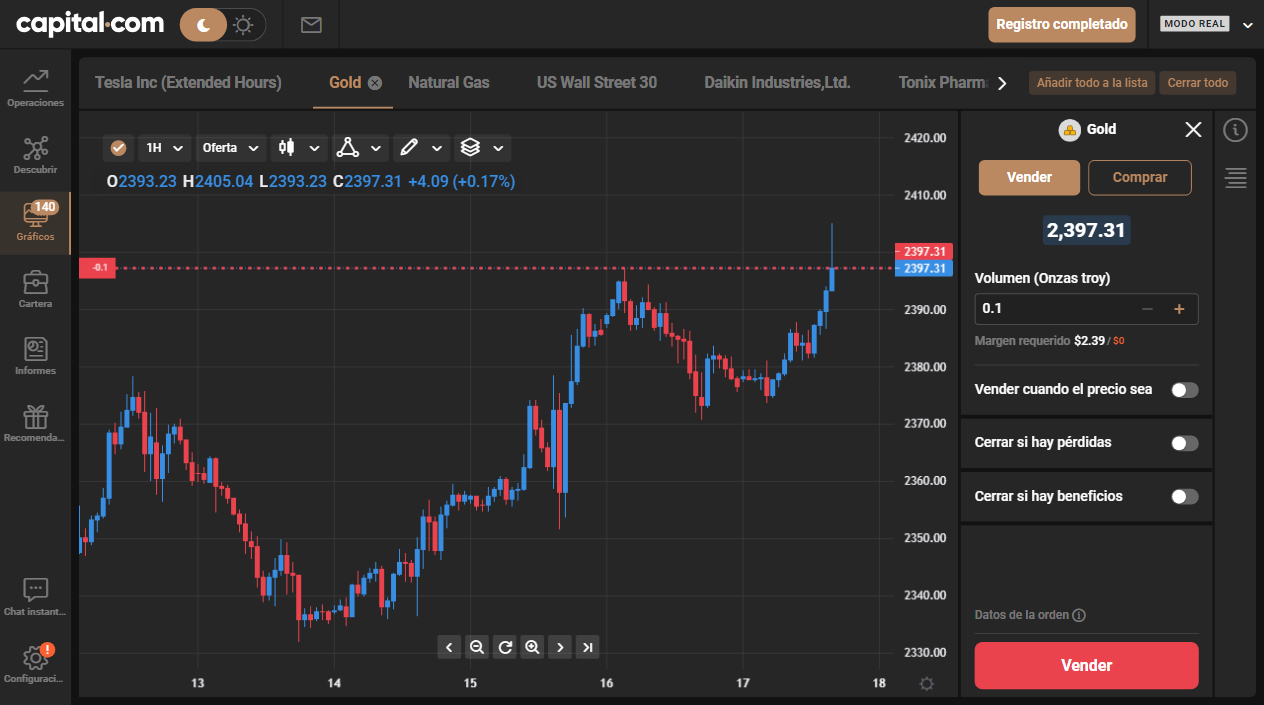 capital.com
Registro completado
MODO REAL
Operaciones
Descubrir
140
Gráficos
Cartera
Informes
Recomenda...
Chat instant...
!
Configuraci...
Tesla Inc (Extended Hours)
Gold
Natural Gas
US Wall Street 30
Daikin Industries,Ltd.
Tonix Pharm
Añadir todo a la lista
Cerrar todo
1H
Oferta
O2393.23 H2405.04 L2393.23 C2397.31 +4.09 (+0.17%)
-0.1
2420.00
2410.00
2397.31
2397.31
2390.00
2380.00
2370.00
2360.00
2350.00
2340.00
2330.00
13
14
15
16
17
18
Gold
Vender
Comprar
2,397.31
Volumen (Onzas troy)
0.1
Margen requerido $2.39 / $0
Vender cuando el precio sea
Cerrar si hay pérdidas
Cerrar si hay beneficios
Datos de la orden
Vender